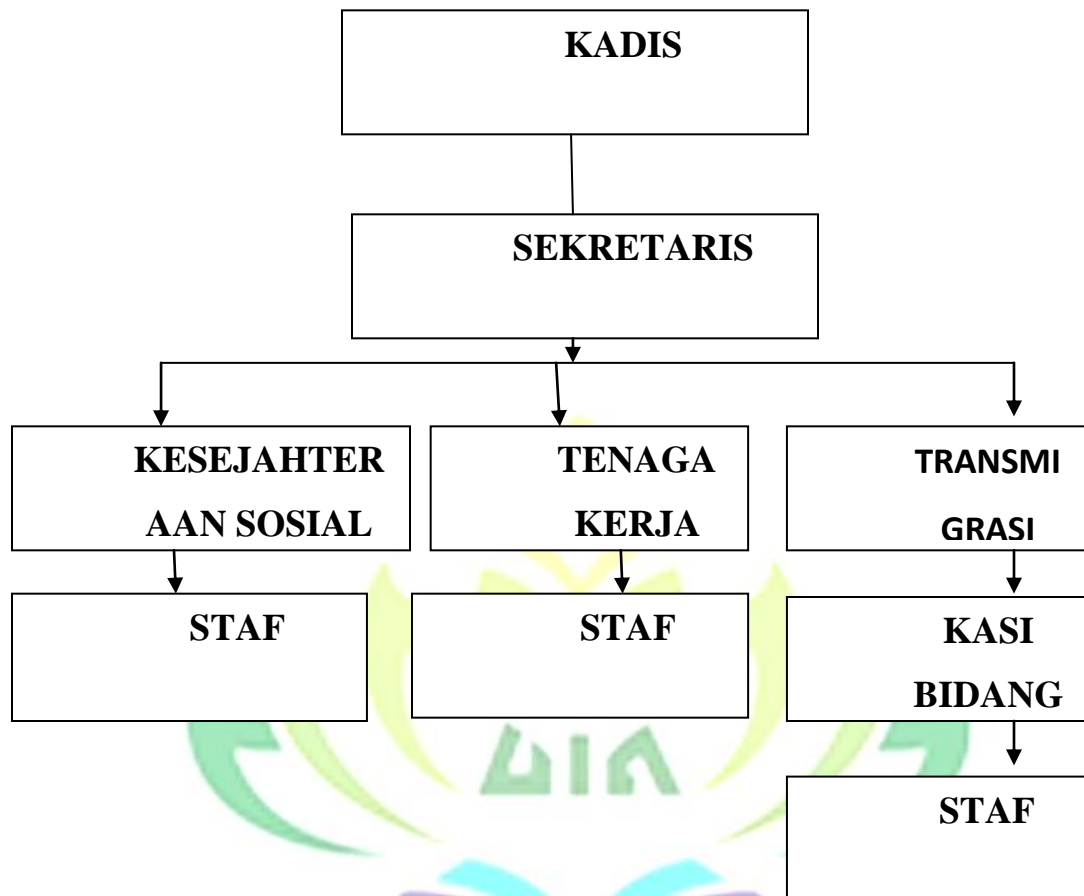 KADIS
SEKRETARIS
KESEJAHTER
AAN SOSIAL
TENAGA
KERJA
TRANSMI
GRASI
STAF
STAF
KASI
BIDANG
STAF